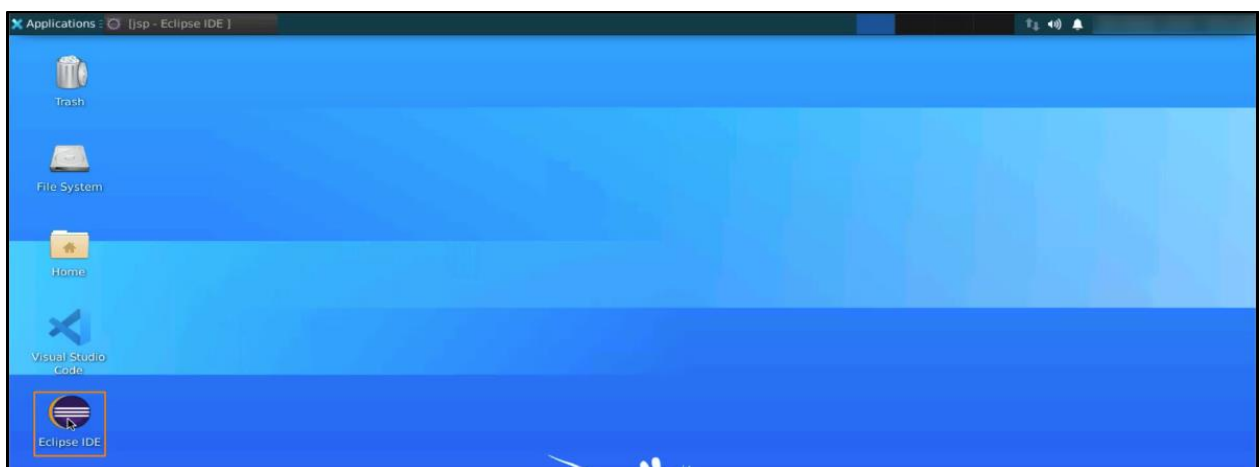 Applications : [jsp - Eclipse IDE ]
Trash
File System
Home
Visual Studio
Code
Eclipse IDE